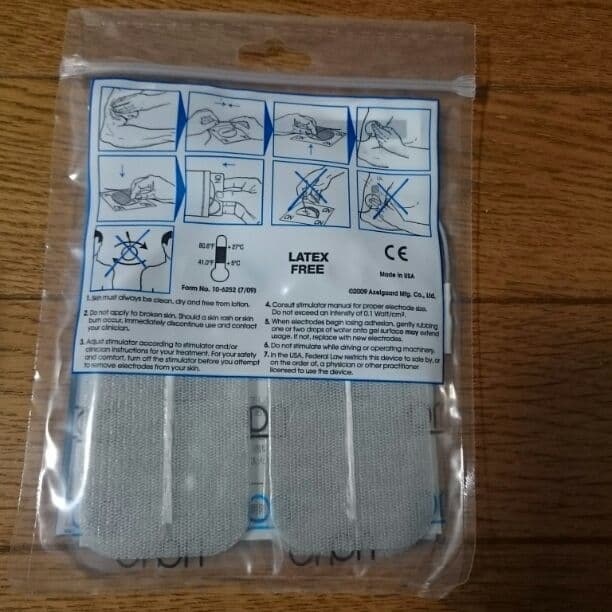 80.6°F +27°C
41.0°F +5°C
LATEX
FREE
CE
Made in USA
Form No. 10-6252 (7/09)
©2009 Axelgaard Mfg. Co., Ltd.
1. Skin must always be clean, dry and free from lotion.
2. Do not apply to broken skin. Should a skin rash or skin
burn occur, immediately discontinue use and contact
your clinician.
3. Adjust stimulator according to stimulator and/or
clinician instructions for your treatment. For your safety
and comfort, turn off the stimulator before you attempt
to remove electrodes from your skin.
4. Consult stimulator manual for proper electrode size.
Do not exceed an intensity of 0.1 Watt/cm².
5. When electrodes begin losing adhesion, gently rubbing
one or two drops of water onto gel surface may extend
usage. If not, replace with new electrodes.
6. Do not stimulate while driving or operating machinery.
7. In the USA, Federal Law restricts this device to sale by, or
on the order of, a physician or other practitioner
licensed to use the device.